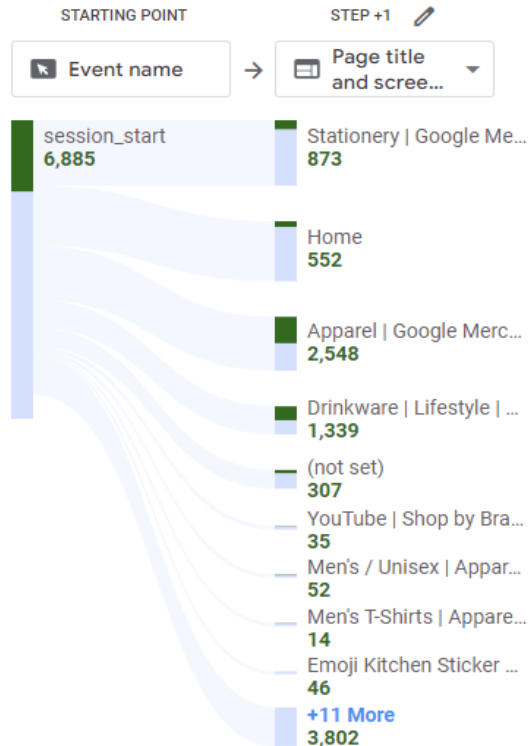 STARTING POINT
STEP +1
Event name
Page title
and scree...
session_start
6,885
Stationery | Google Me...
873
Home
552
Apparel | Google Merc...
2,548
Drinkware | Lifestyle | ...
1,339
(not set)
307
YouTube | Shop by Bra...
35
Men's / Unisex | Appar...
52
Men's T-Shirts | Appare...
14
Emoji Kitchen Sticker ...
46
+11 More
3,802